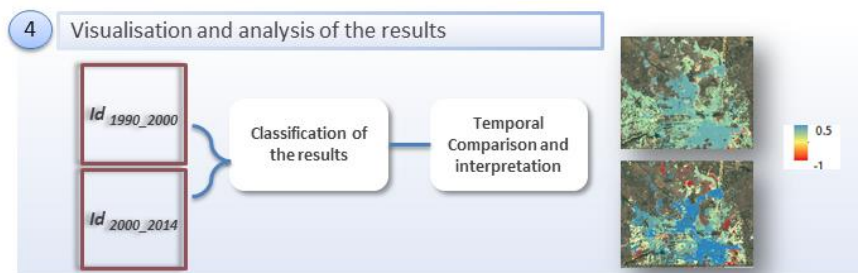 4 Visualisation and analysis of the results
Id 1990_2000
Id 2000_2014
Classification of
the results
Temporal
Comparison and
interpretation
0.5
-1